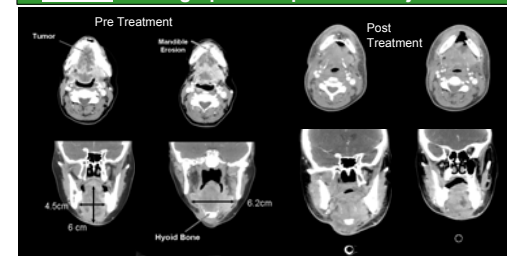 Pre Treatment
Post
Treatment
Tumor
Mandible
Erosion
4.5cm
6 cm
6.2cm
Hyoid Bone